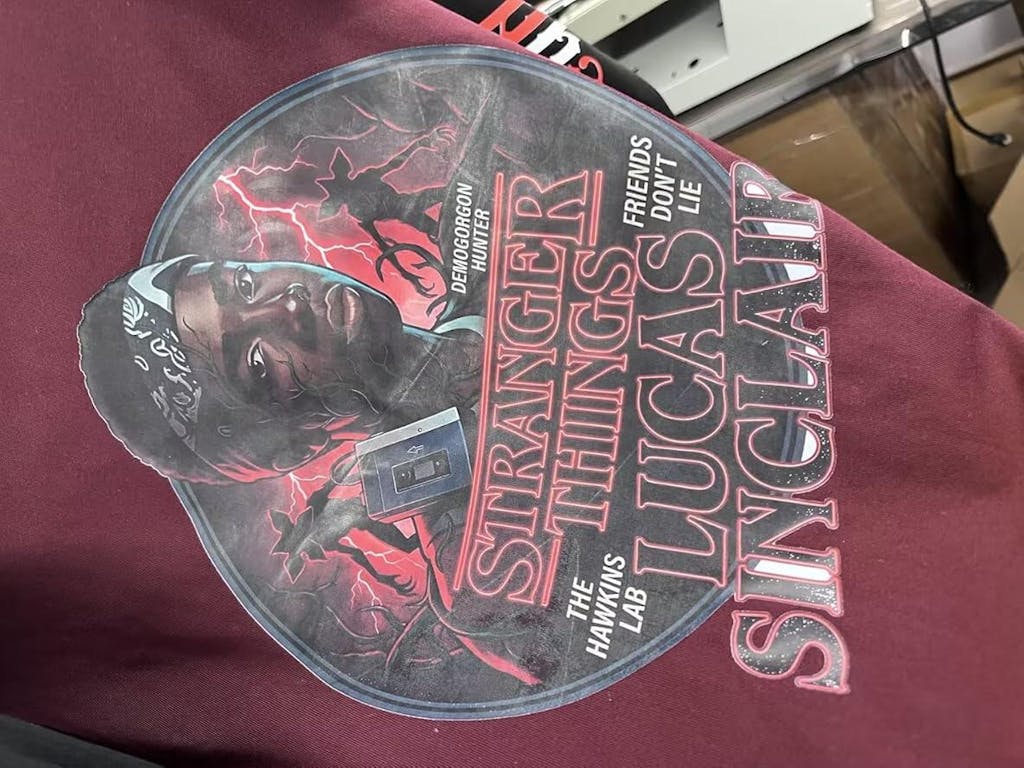 DEMOGORGON
HUNTER
STRANGER
THINGS
FRIENDS
DON'T
LIE
THE
HAWKINS
LAB
LUCAS
SINCLAIR